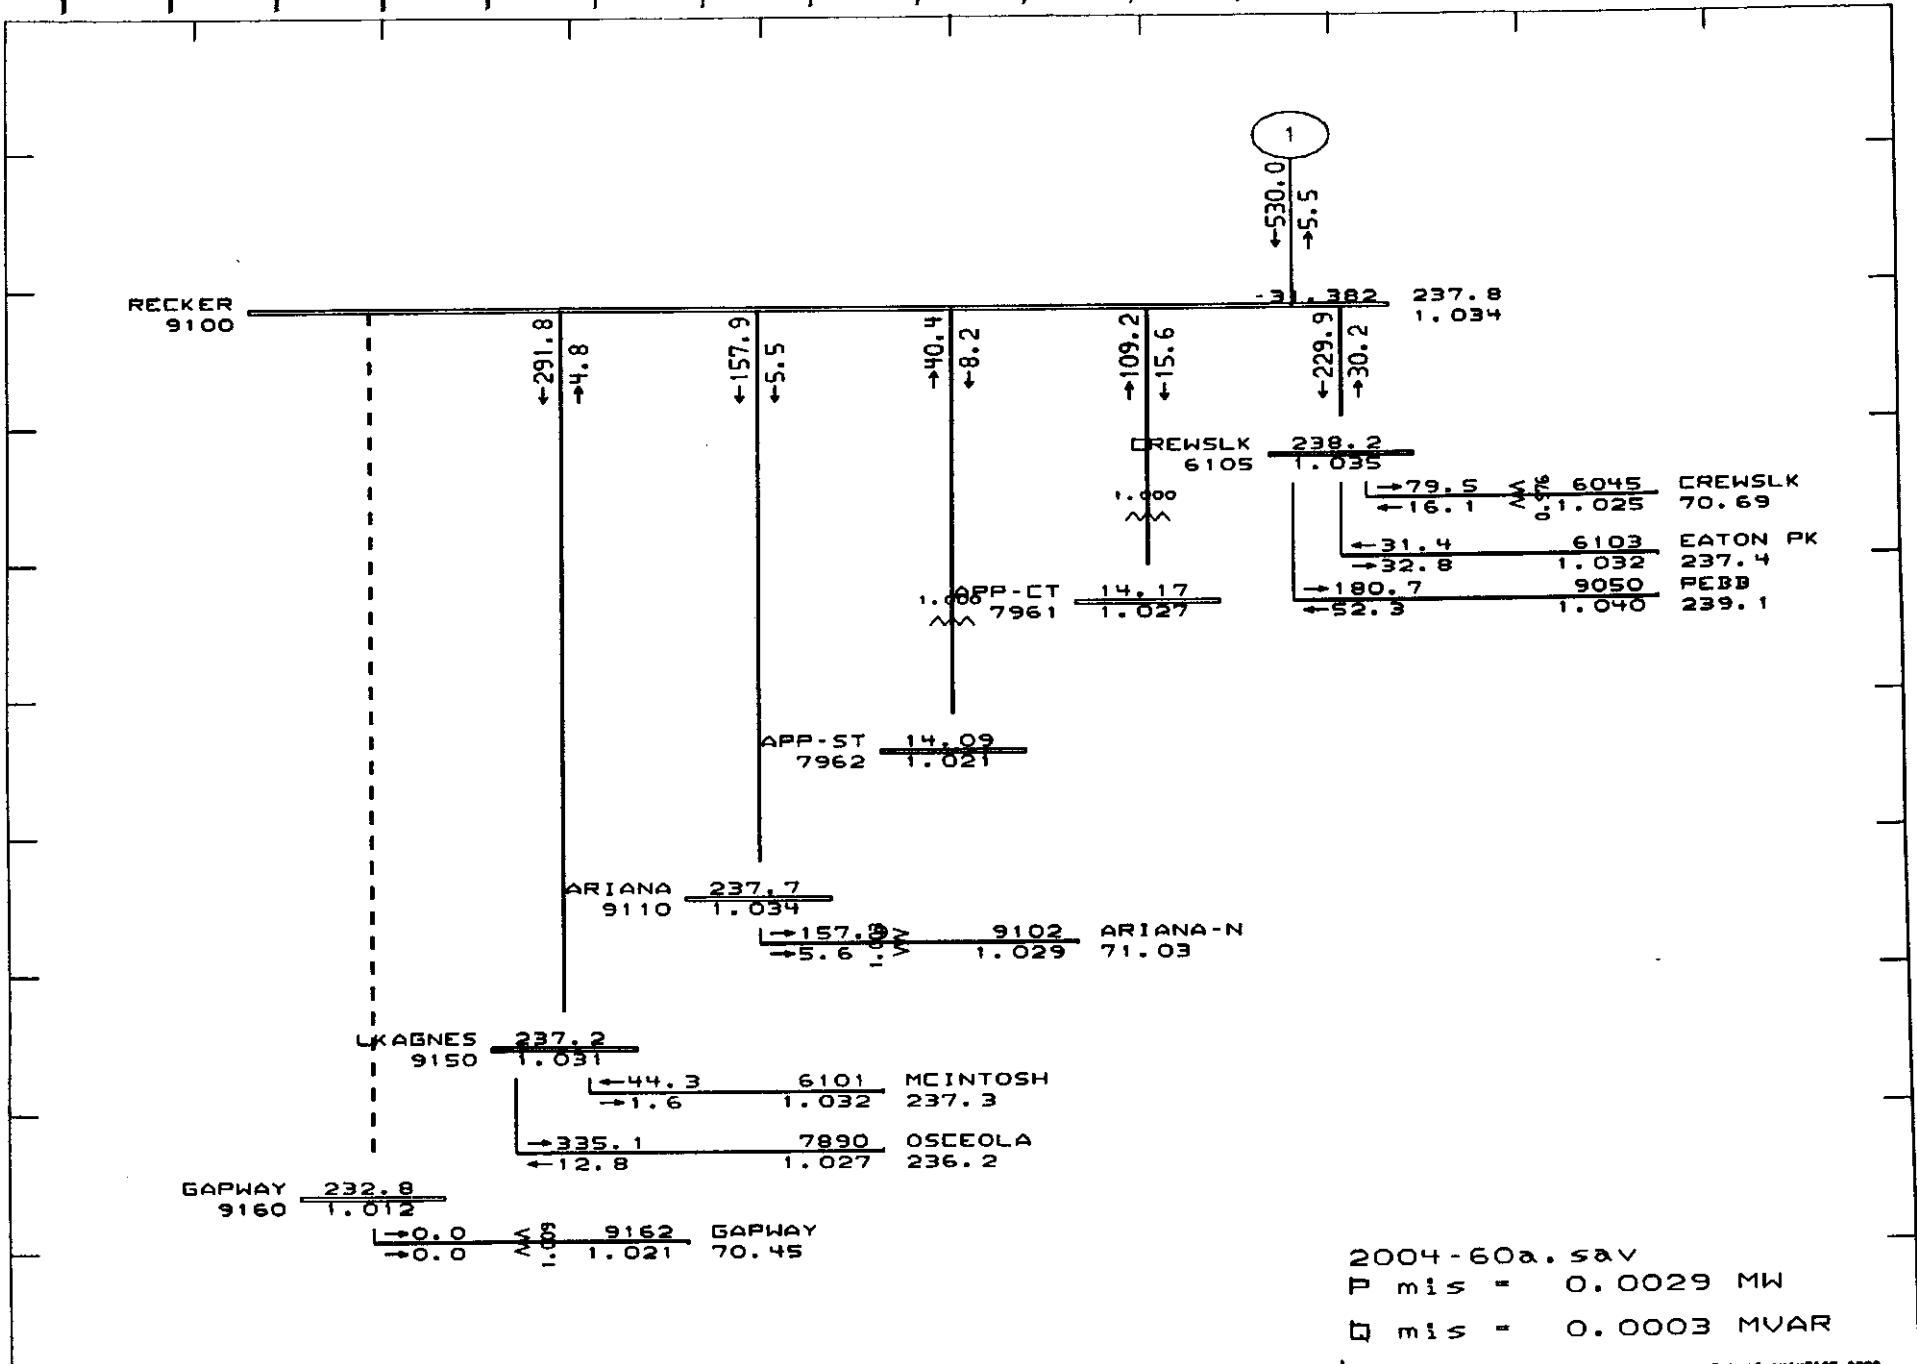 1
←530.0
→5.5
RECKER
9100
-31.382
237.8
1.034
←291.8
→4.8
←157.9
←5.5
→40.4
←8.2
→109.2
←15.6
←229.9
→30.2
CREWSLK 238.2
6105 1.035
→79.5 6045 CREWSLK
←16.1 0.976 1.025 70.69
←31.4 6103 EATON PK
→32.8 1.032 237.4
→180.7 9050 PEBB
←52.3 1.040 239.1
1.000
APP-CT 14.17
7961 1.027
1.000
APP-ST 14.09
7962 1.021
ARIANA 237.7
9110 1.034
→157.9 9102 ARIANA-N
→5.6 1.029 71.03
LKAGNES 237.2
9150 1.031
←44.3 6101 MCINTOSH
→1.6 1.032 237.3
→335.1 7890 OSCEOLA
←12.8 1.027 236.2
GAPWAY 232.8
9160 1.012
→0.0 9162 GAPWAY
→0.0 1.009 1.021 70.45
2004-60a.sav
P mis = 0.0029 MW
Q mis = 0.0003 MVAR